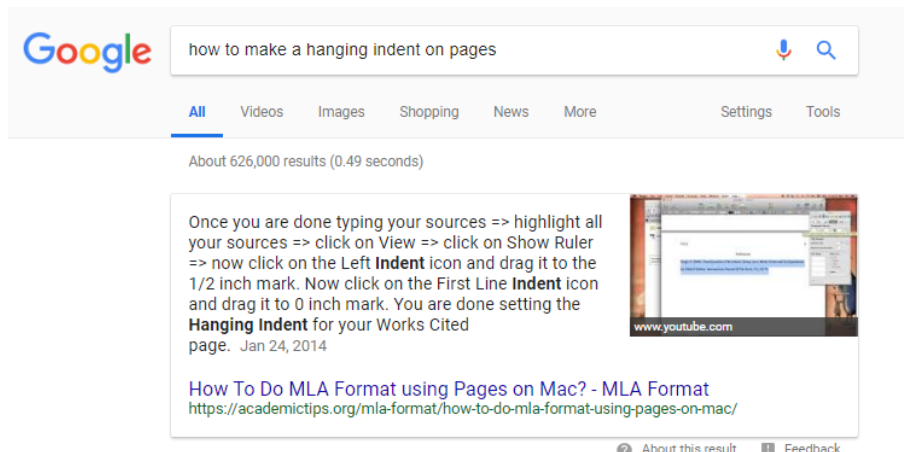 Google
how to make a hanging indent on pages
All Videos Images Shopping News More Settings Tools
About 626,000 results (0.49 seconds)
Once you are done typing your sources => highlight all
your sources => click on View => click on Show Ruler
=> now click on the Left Indent icon and drag it to the
1/2 inch mark. Now click on the First Line Indent icon
and drag it to 0 inch mark. You are done setting the
Hanging Indent for your Works Cited
page. Jan 24, 2014
www.youtube.com
How To Do MLA Format using Pages on Mac? - MLA Format
https://academictips.org/mla-format/how-to-do-mla-format-using-pages-on-mac/
About this result Feedback